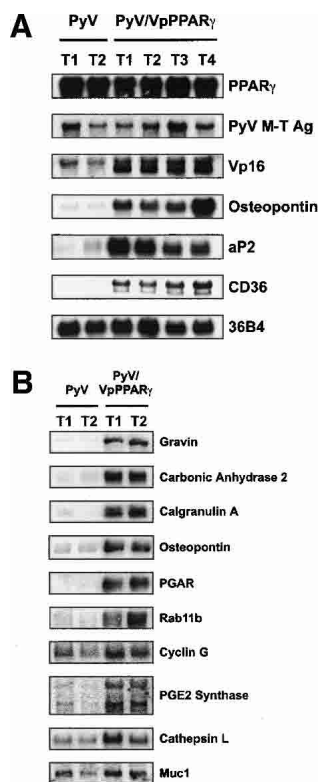 A
PyV PyV/VpPPARγ
T1 T2 T1 T2 T3 T4
PPARγ
PyV M-T Ag
Vp16
Osteopontin
aP2
CD36
36B4
B
PyV PyV/
VpPPARγ
T1 T2 T1 T2
Gravin
Carbonic Anhydrase 2
Calgranulin A
Osteopontin
PGAR
Rab11b
Cyclin G
PGE2 Synthase
Cathepsin L
Muc1